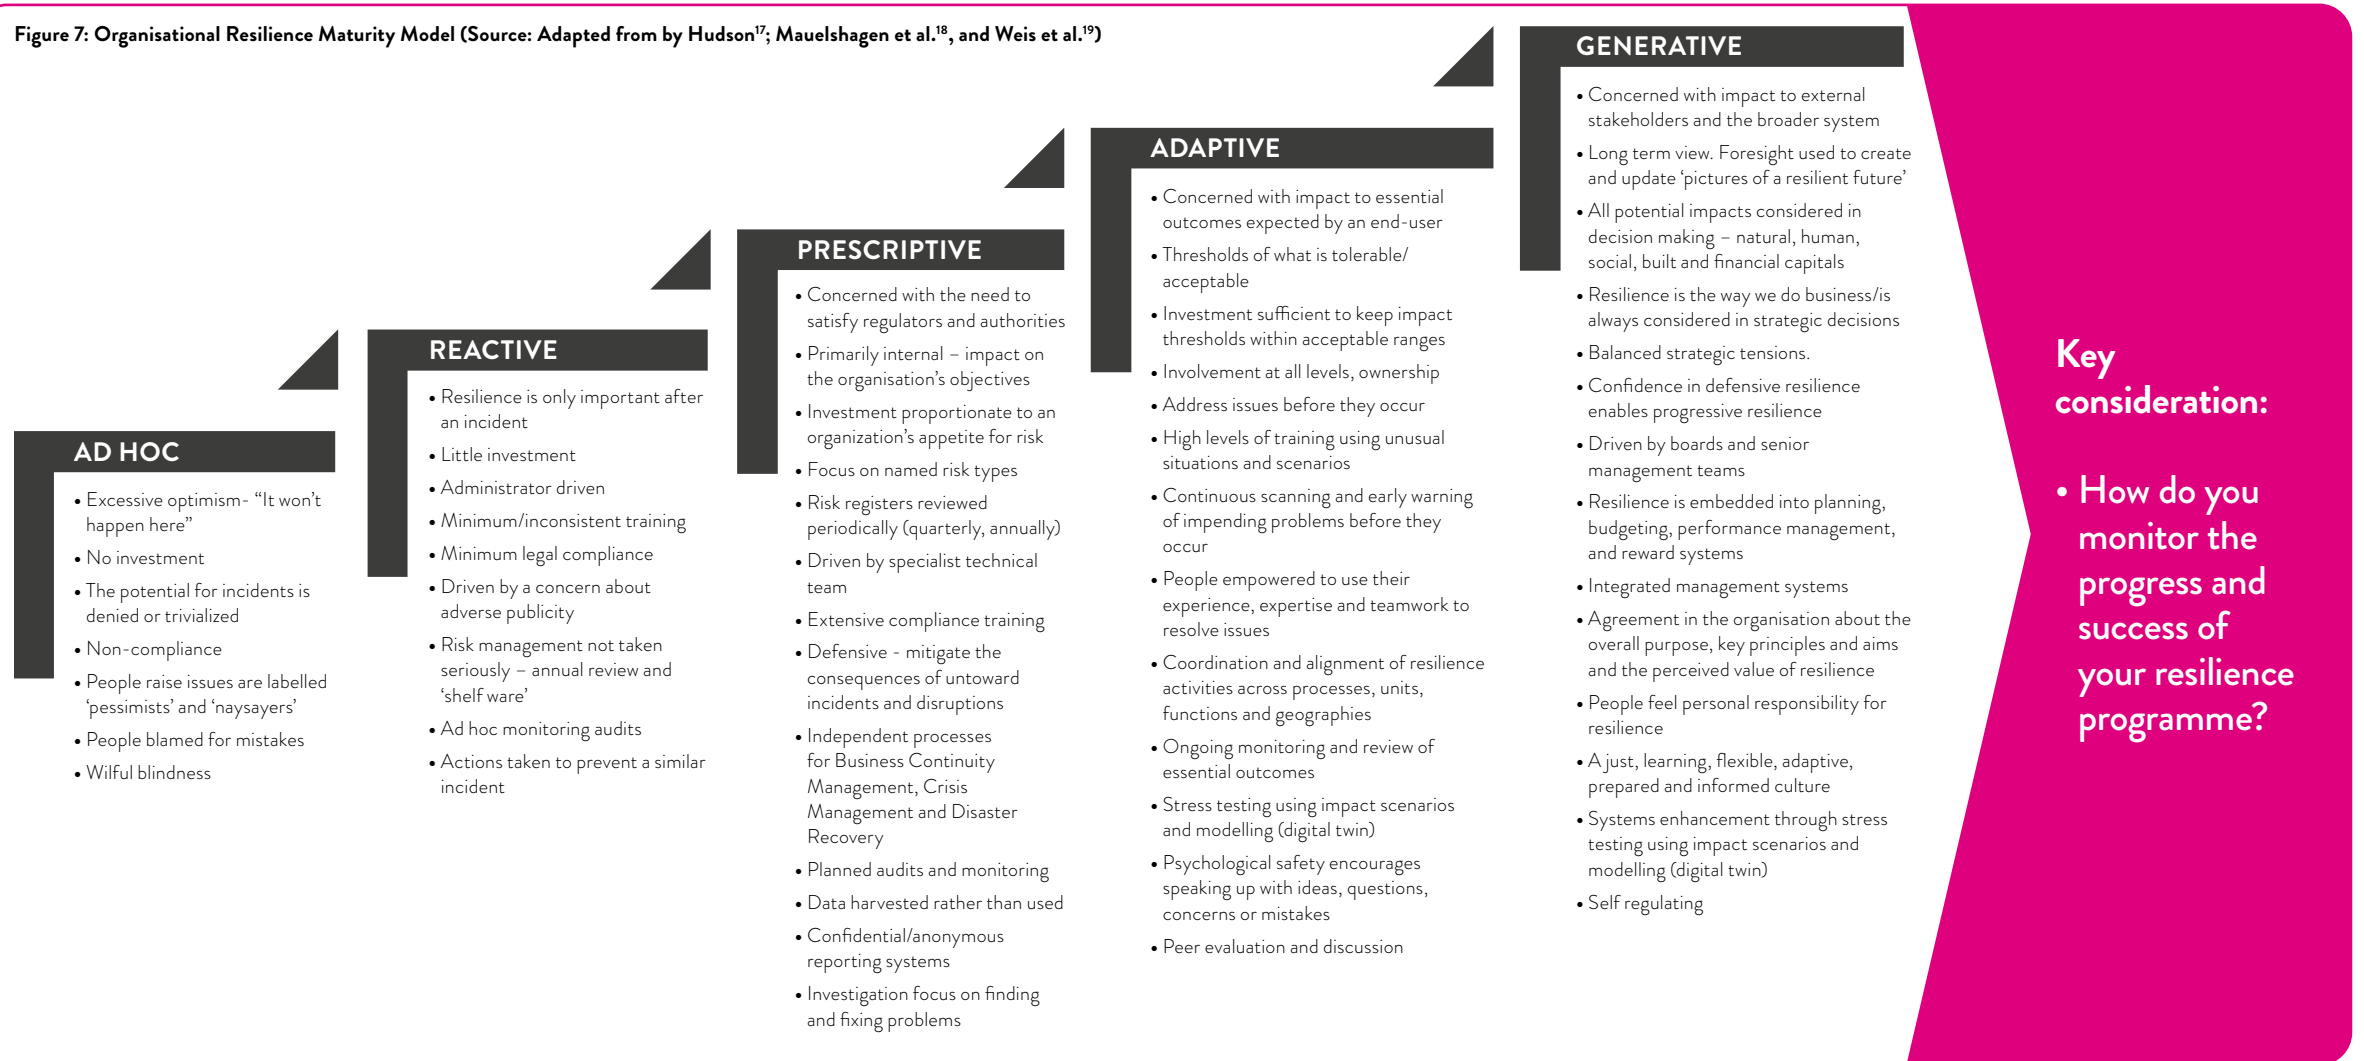 Figure 7: Organisational Resilience Maturity Model (Source: Adapted from by Hudson¹⁷; Mauelshagen et al.¹⁸, and Weis et al.¹⁹)
AD HOC
• Excessive optimism- “It won’t
happen here”
• No investment
• The potential for incidents is
denied or trivialized
• Non-compliance
• People raise issues are labelled
‘pessimists’ and ‘naysayers’
• People blamed for mistakes
• Wilful blindness
REACTIVE
• Resilience is only important after
an incident
• Little investment
• Administrator driven
• Minimum/inconsistent training
• Minimum legal compliance
• Driven by a concern about
adverse publicity
• Risk management not taken
seriously – annual review and
‘shelf ware’
• Ad hoc monitoring audits
• Actions taken to prevent a similar
incident
PRESCRIPTIVE
• Concerned with the need to
satisfy regulators and authorities
• Primarily internal – impact on
the organisation’s objectives
• Investment proportionate to an
organization’s appetite for risk
• Focus on named risk types
• Risk registers reviewed
periodically (quarterly, annually)
• Driven by specialist technical
team
• Extensive compliance training
• Defensive - mitigate the
consequences of untoward
incidents and disruptions
• Independent processes
for Business Continuity
Management, Crisis
Management and Disaster
Recovery
• Planned audits and monitoring
• Data harvested rather than used
• Confidential/anonymous
reporting systems
• Investigation focus on finding
and fixing problems
ADAPTIVE
• Concerned with impact to essential
outcomes expected by an end-user
• Thresholds of what is tolerable/
acceptable
• Investment sufficient to keep impact
thresholds within acceptable ranges
• Involvement at all levels, ownership
• Address issues before they occur
• High levels of training using unusual
situations and scenarios
• Continuous scanning and early warning
of impending problems before they
occur
• People empowered to use their
experience, expertise and teamwork to
resolve issues
• Coordination and alignment of resilience
activities across processes, units,
functions and geographies
• Ongoing monitoring and review of
essential outcomes
• Stress testing using impact scenarios
and modelling (digital twin)
• Psychological safety encourages
speaking up with ideas, questions,
concerns or mistakes
• Peer evaluation and discussion
GENERATIVE
• Concerned with impact to external
stakeholders and the broader system
• Long term view. Foresight used to create
and update ‘pictures of a resilient future’
• All potential impacts considered in
decision making – natural, human,
social, built and financial capitals
• Resilience is the way we do business/is
always considered in strategic decisions
• Balanced strategic tensions.
• Confidence in defensive resilience
enables progressive resilience
• Driven by boards and senior
management teams
• Resilience is embedded into planning,
budgeting, performance management,
and reward systems
• Integrated management systems
• Agreement in the organisation about the
overall purpose, key principles and aims
and the perceived value of resilience
• People feel personal responsibility for
resilience
• A just, learning, flexible, adaptive,
prepared and informed culture
• Systems enhancement through stress
testing using impact scenarios and
modelling (digital twin)
• Self regulating
Key
consideration:
• How do you
monitor the
progress and
success of
your resilience
programme?